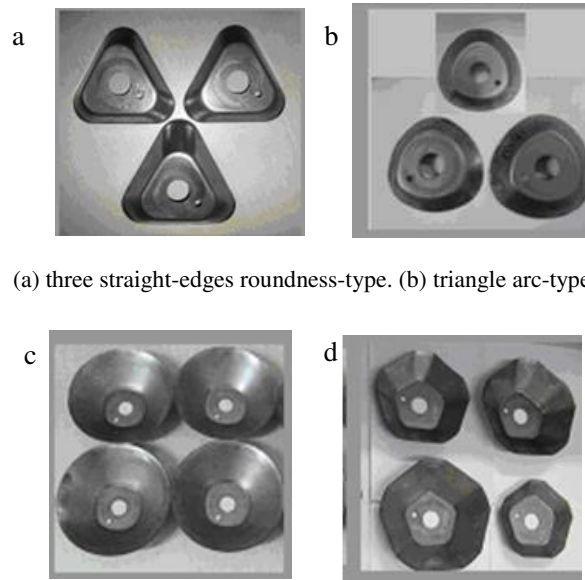 a
b
(a) three straight-edges roundness-type. (b) triangle arc-type
c
d